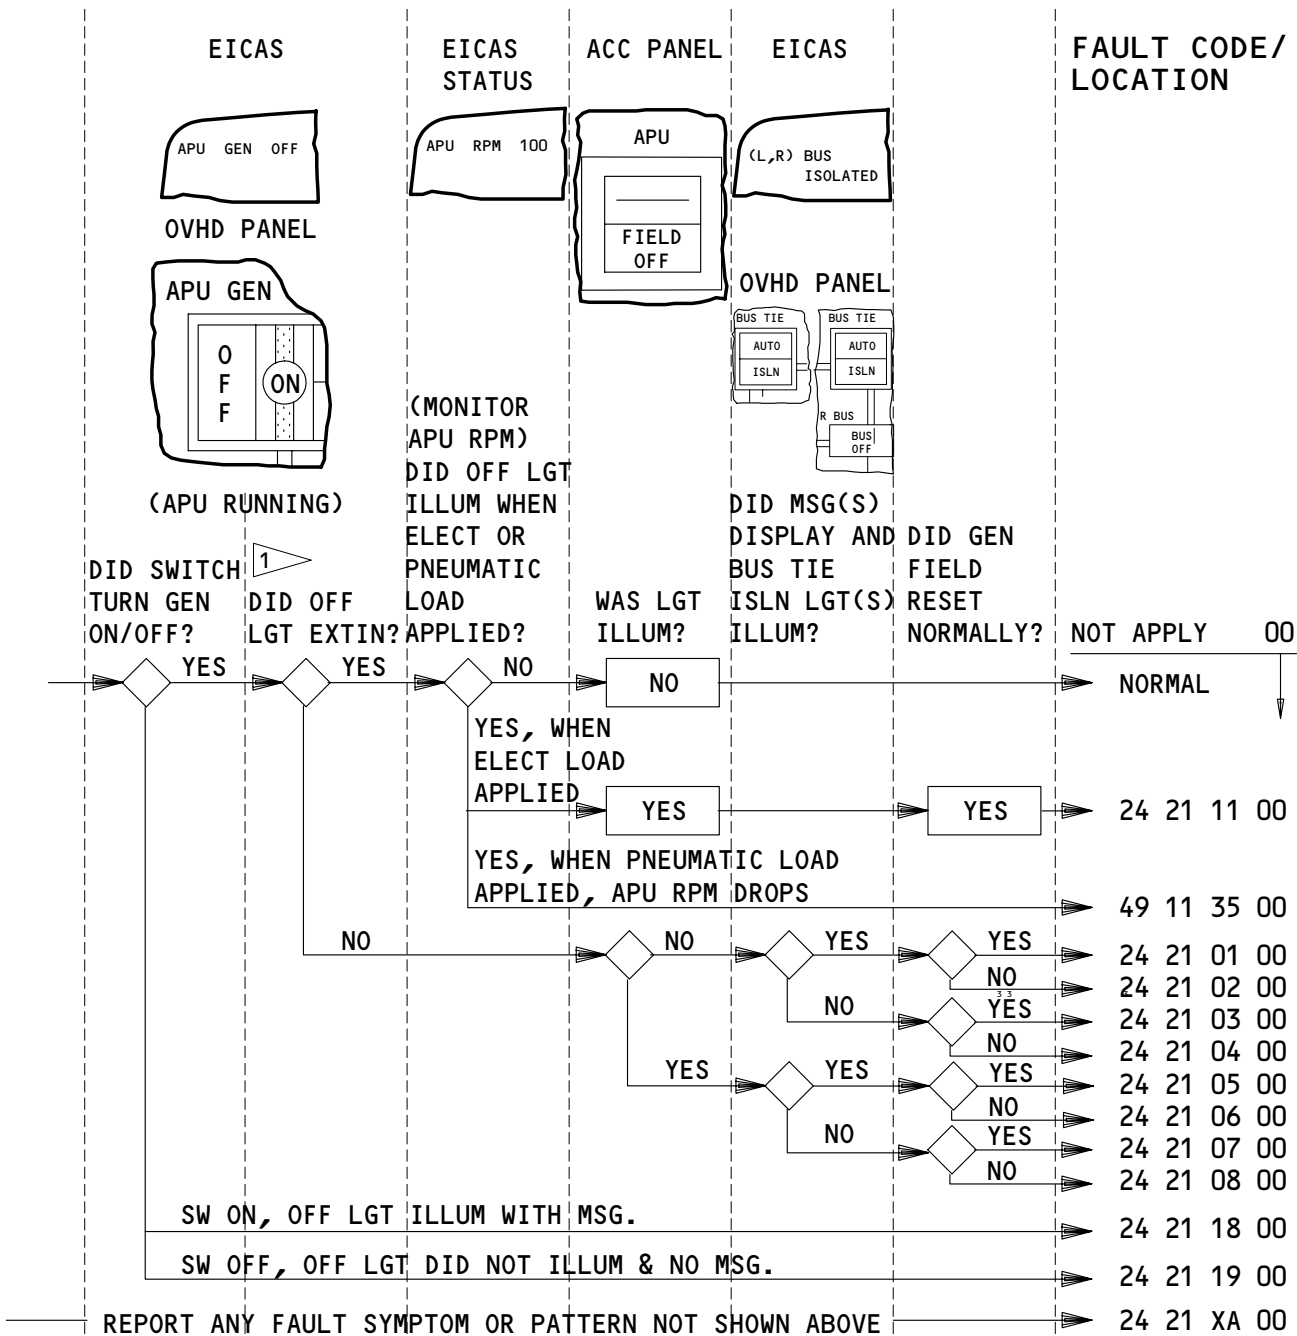 EICAS
EICAS
STATUS
ACC PANEL
EICAS
FAULT CODE/
LOCATION
APU GEN OFF
APU RPM 100
APU
FIELD
OFF
(L,R) BUS
ISOLATED
OVHD PANEL
APU GEN
O
F
F
ON
OVHD PANEL
BUS TIE
AUTO
ISLN
BUS TIE
AUTO
ISLN
R BUS
BUS
OFF
(APU RUNNING)
DID SWITCH
TURN GEN
ON/OFF?
1
DID OFF
LGT EXTIN?
(MONITOR
APU RPM)
DID OFF LGT
ILLUM WHEN
ELECT OR
PNEUMATIC
LOAD
APPLIED?
WAS LGT
ILLUM?
DID MSG(S)
DISPLAY AND
BUS TIE
ISLN LGT(S)
ILLUM?
DID GEN
FIELD
RESET
NORMALLY?
NOT APPLY 00
YES
YES
NO
NO
NORMAL
YES, WHEN
ELECT LOAD
APPLIED
YES
YES
24 21 11 00
YES, WHEN PNEUMATIC LOAD
APPLIED, APU RPM DROPS
49 11 35 00
NO
NO
YES
YES
24 21 01 00
NO
24 21 02 00
33
NO
YES
24 21 03 00
NO
24 21 04 00
YES
YES
YES
24 21 05 00
NO
24 21 06 00
NO
YES
24 21 07 00
NO
24 21 08 00
SW ON, OFF LGT ILLUM WITH MSG.
24 21 18 00
SW OFF, OFF LGT DID NOT ILLUM & NO MSG.
24 21 19 00
REPORT ANY FAULT SYMPTOM OR PATTERN NOT SHOWN ABOVE
24 21 XA 00